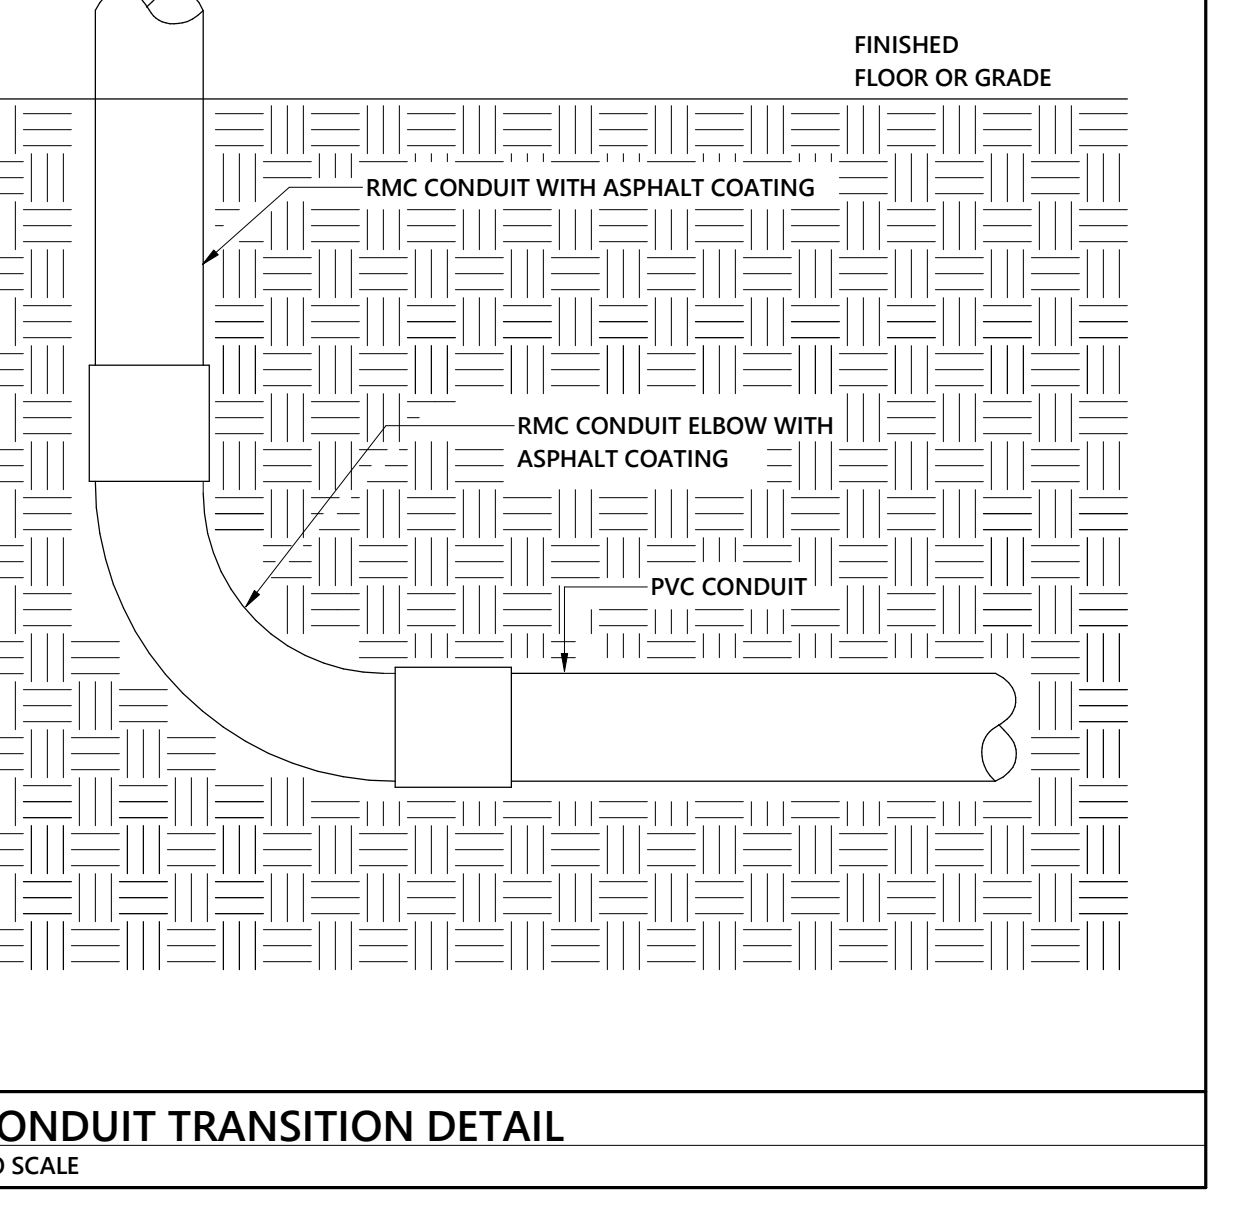 FINISHED
FLOOR OR GRADE
RMC CONDUIT WITH ASPHALT COATING
RMC CONDUIT ELBOW WITH
ASPHALT COATING
PVC CONDUIT
ONDUIT TRANSITION DETAIL
SCALE